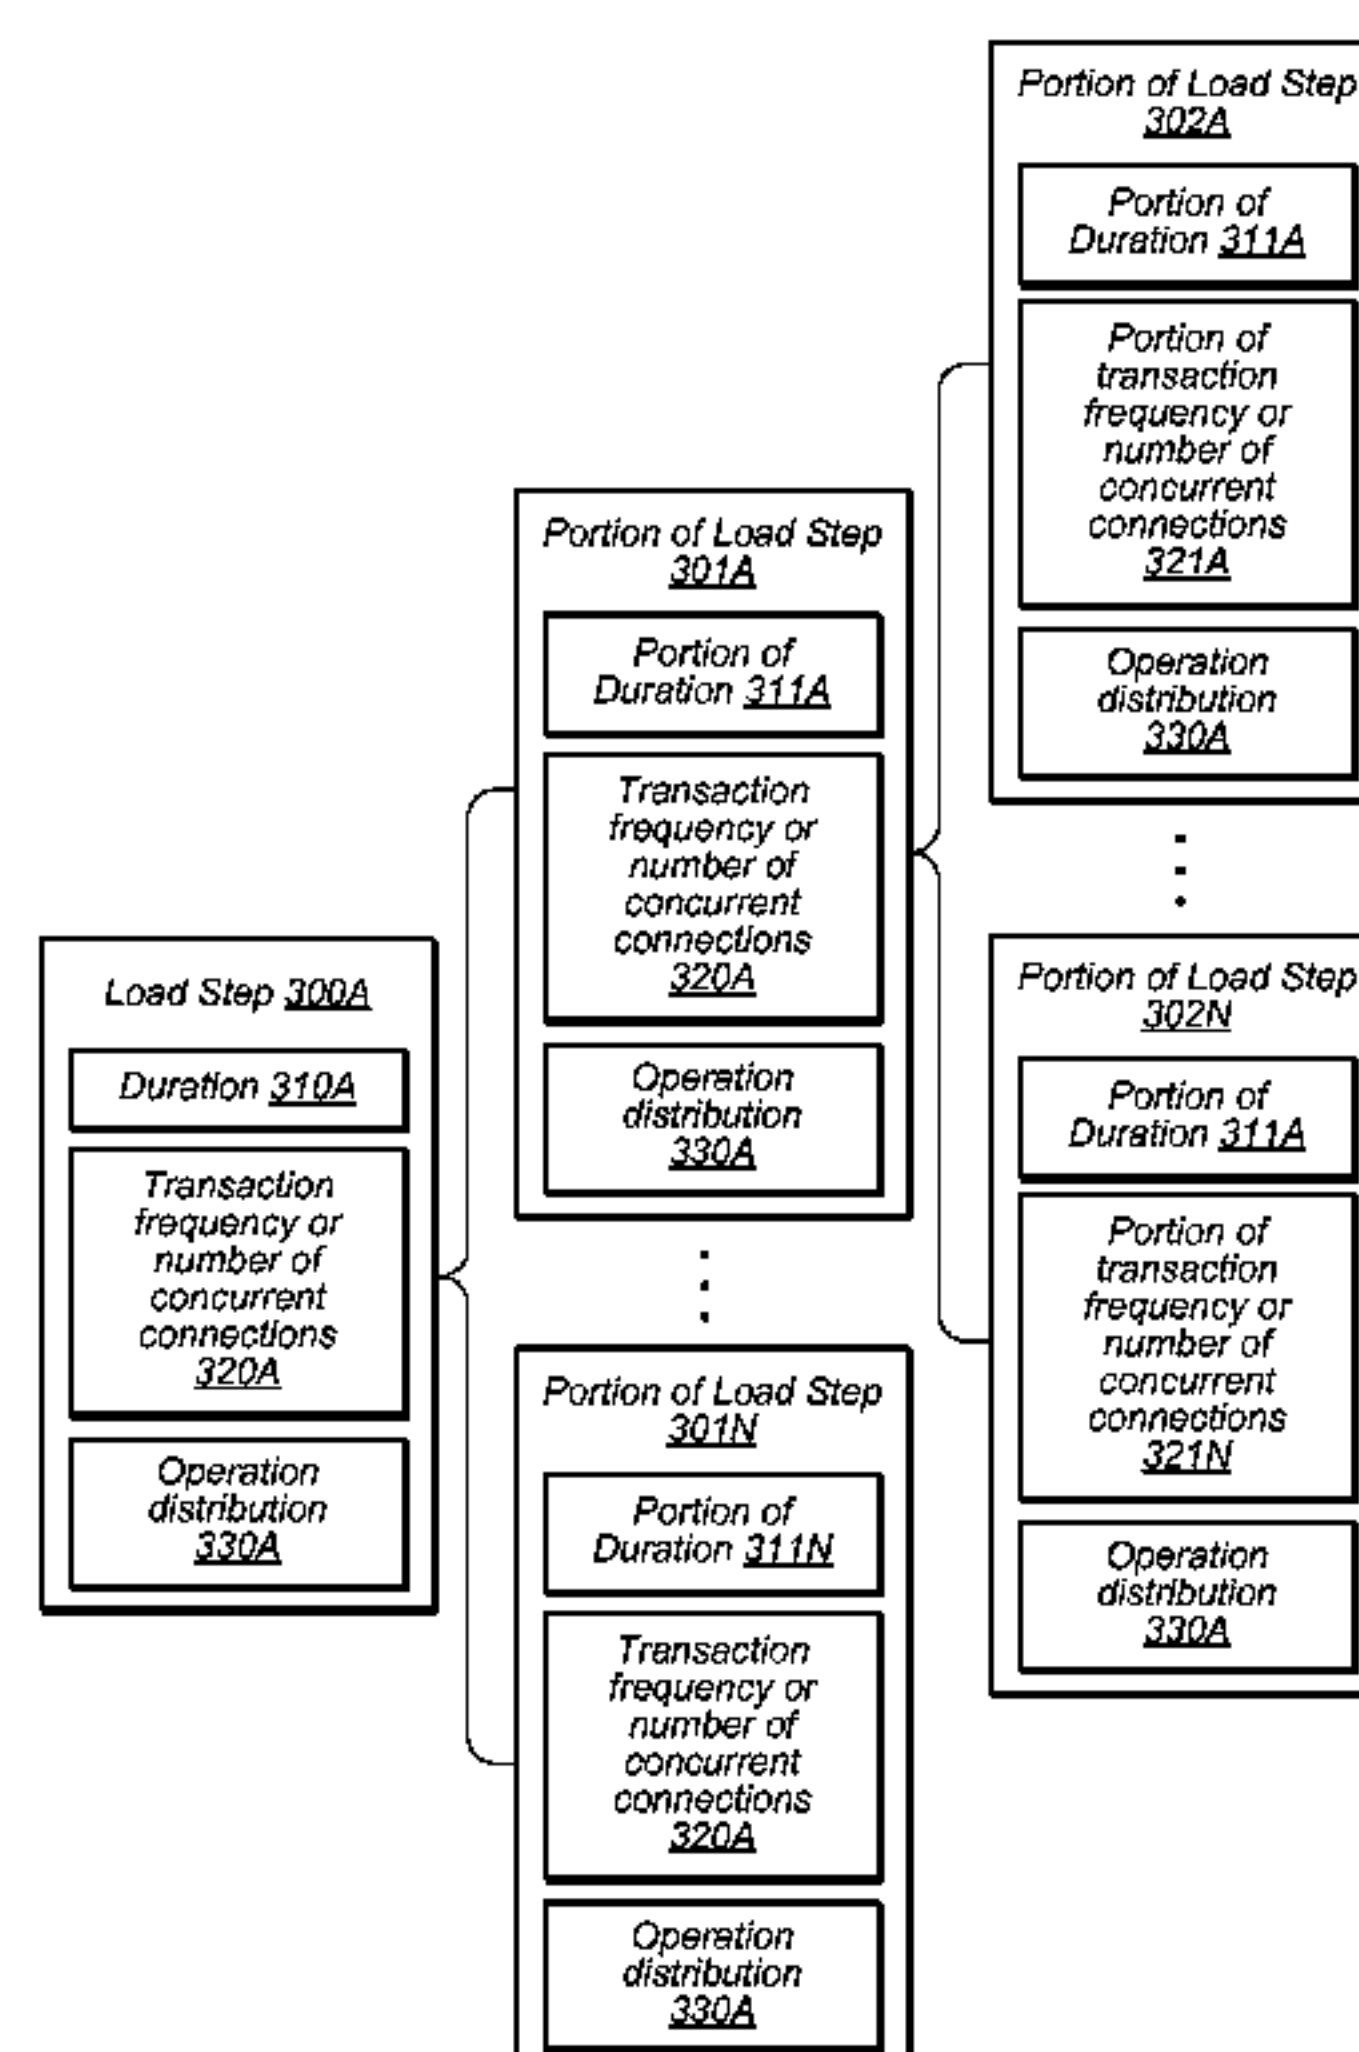 Load Step 300A
Duration 310A
Transaction
frequency or
number of
concurrent
connections
320A
Operation
distribution
330A
Portion of Load Step
301A
Portion of
Duration 311A
Transaction
frequency or
number of
concurrent
connections
320A
Operation
distribution
330A
Portion of Load Step
301N
Portion of
Duration 311N
Transaction
frequency or
number of
concurrent
connections
320A
Operation
distribution
330A
Portion of Load Step
302A
Portion of
Duration 311A
Portion of
transaction
frequency or
number of
concurrent
connections
321A
Operation
distribution
330A
Portion of Load Step
302N
Portion of
Duration 311A
Portion of
transaction
frequency or
number of
concurrent
connections
321N
Operation
distribution
330A